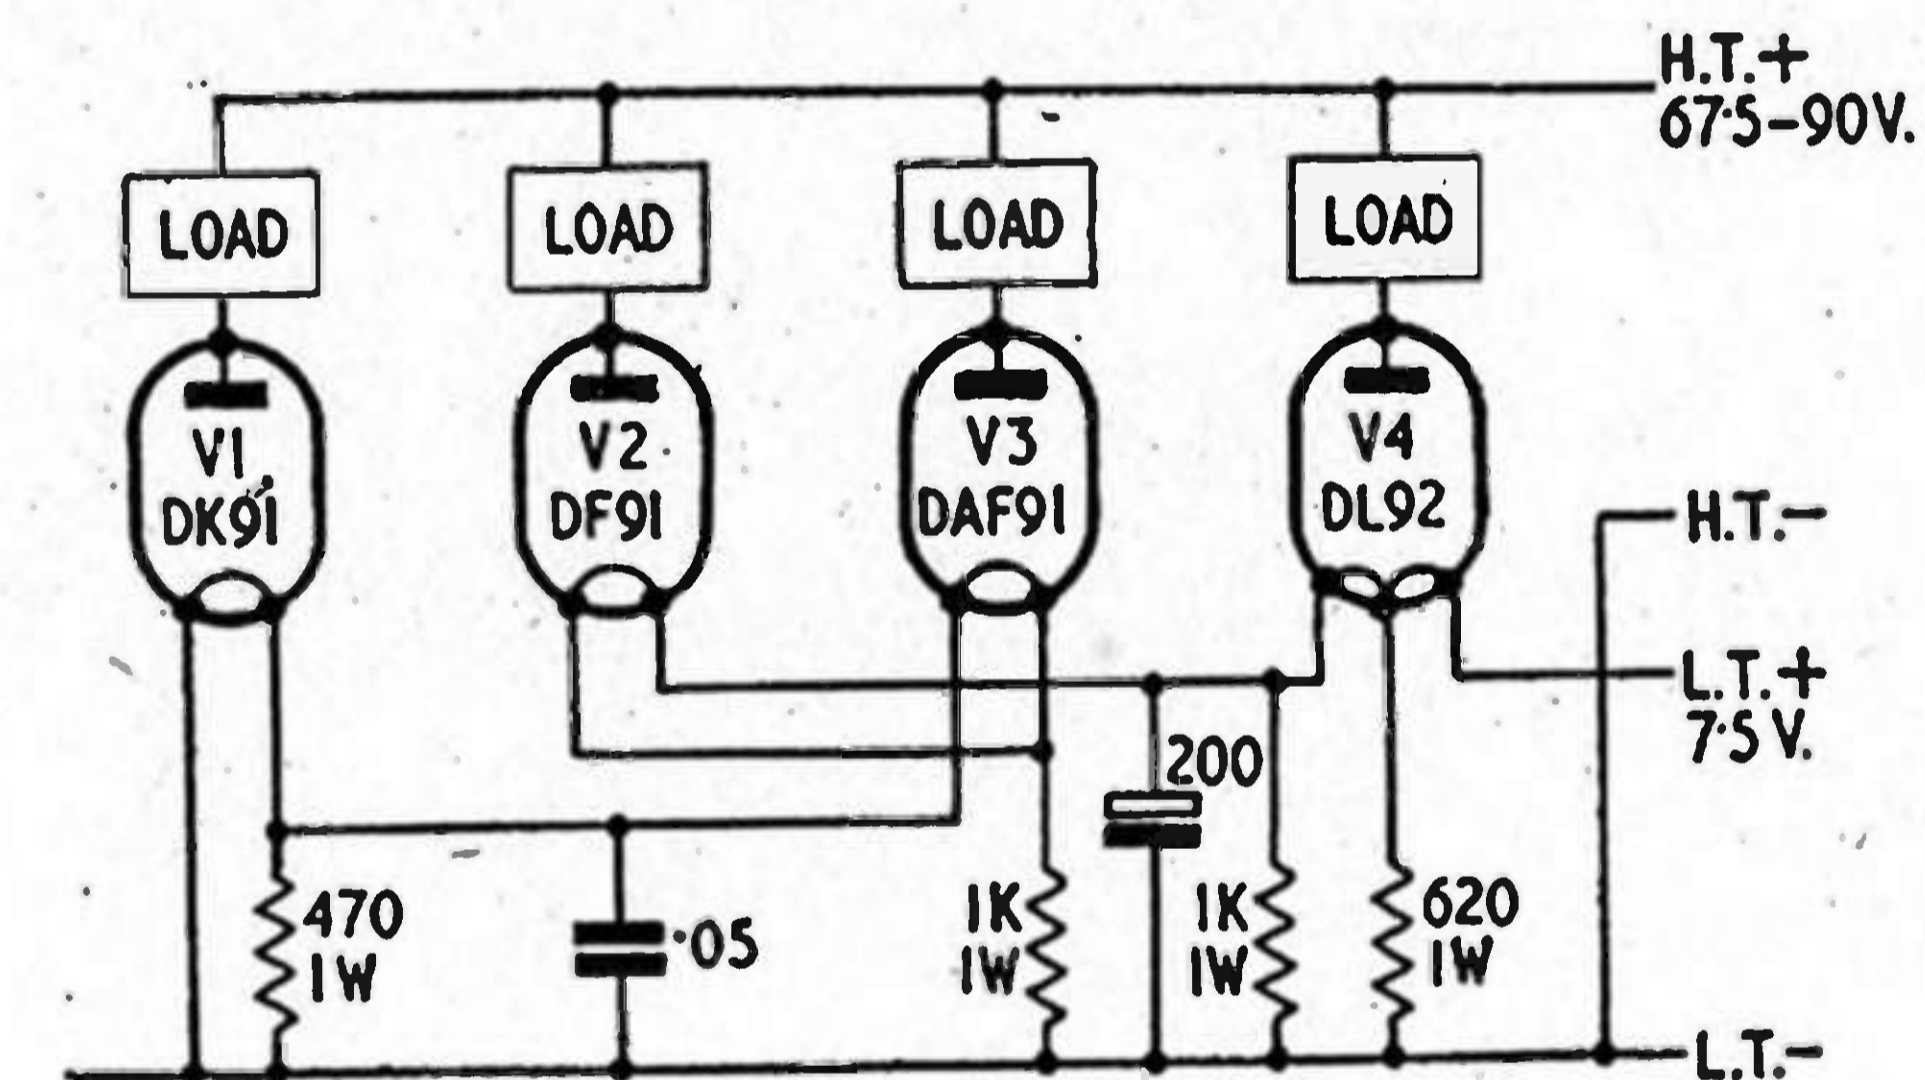 H.T.+
67·5-90V.
LOAD
LOAD
LOAD
LOAD
V1
DK91
V2
DF91
V3
DAF91
V4
DL92
H.T.-
L.T.+
7·5 V.
200
470
1W
·05
1K
1W
1K
1W
620
1W
L.T.-